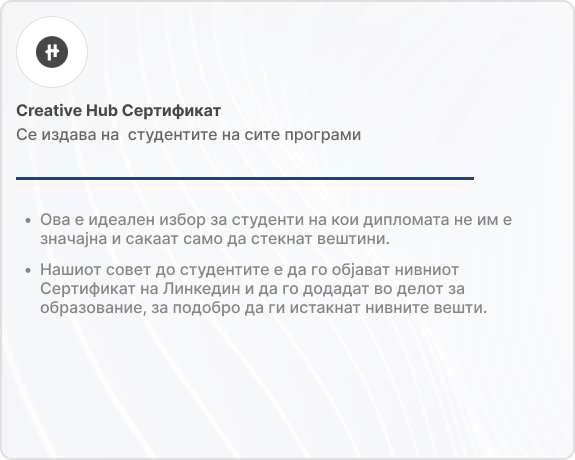 Creative Hub Сертификат
Се издава на  студентите на сите програми
• Ова е идеален избор за студенти на кои дипломата не им е
значајна и сакаат само да стекнат вештини.
• Нашиот совет до студентите е да го објават нивниот
Сертификат на Линкедин и да го додадат во делот за
образование, за подобро да ги истакнат нивните вешти.